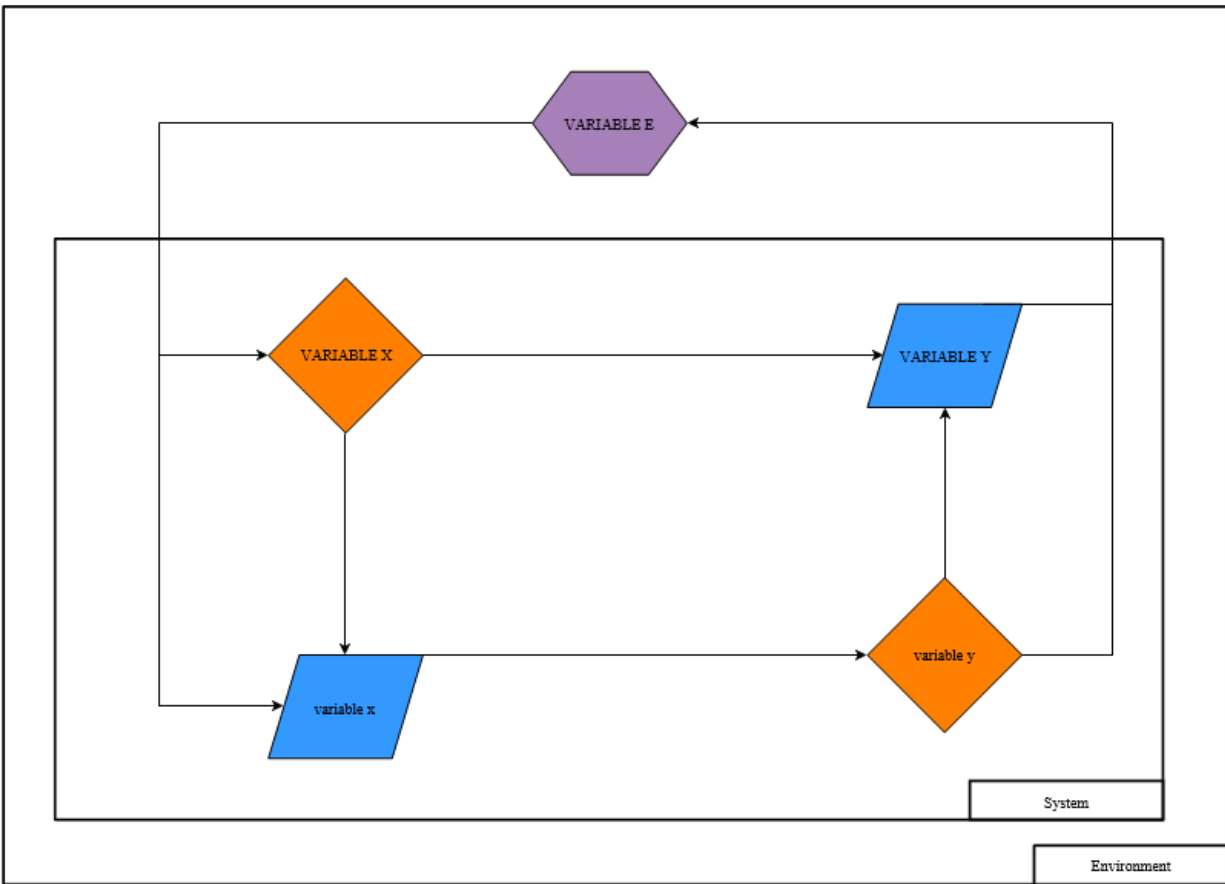 VARIABLE E
VARIABLE X
VARIABLE Y
variable x
variable y
System
Environment